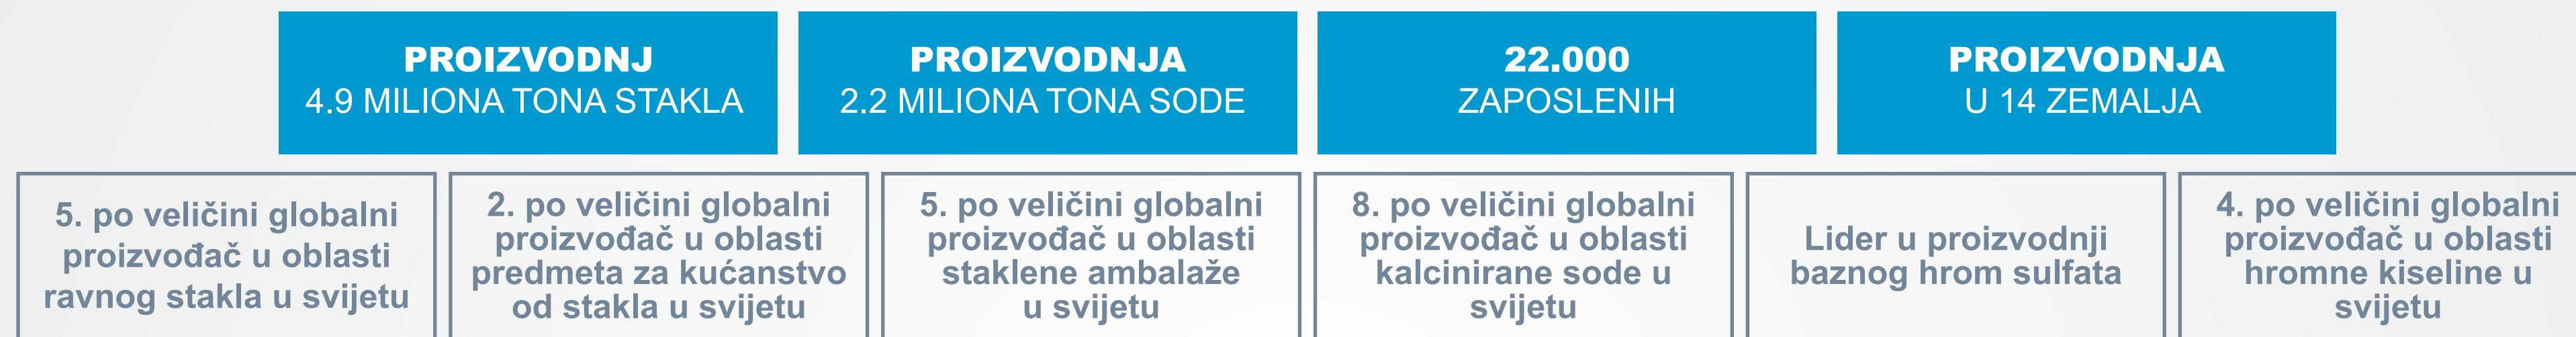 PROIZVODNJ
4.9 MILIONA TONA STAKLA
PROIZVODNJA
2.2 MILIONA TONA SODE
22.000
ZAPOSLENIH
PROIZVODNJA
U 14 ZEMALJA
5. po veličini globalni
proizvođač u oblasti
ravnog stakla u svijetu
2. po veličini globalni
proizvođač u oblasti
predmeta za kućanstvo
od stakla u svijetu
5. po veličini globalni
proizvođač u oblasti
staklene ambalaže
u svijetu
8. po veličini globalni
proizvođač u oblasti
kalcinirane sode u
svijetu
Lider u proizvodnji
baznog hrom sulfata
4. po veličini globalni
proizvođač u oblasti
hromne kiseline u
svijetu